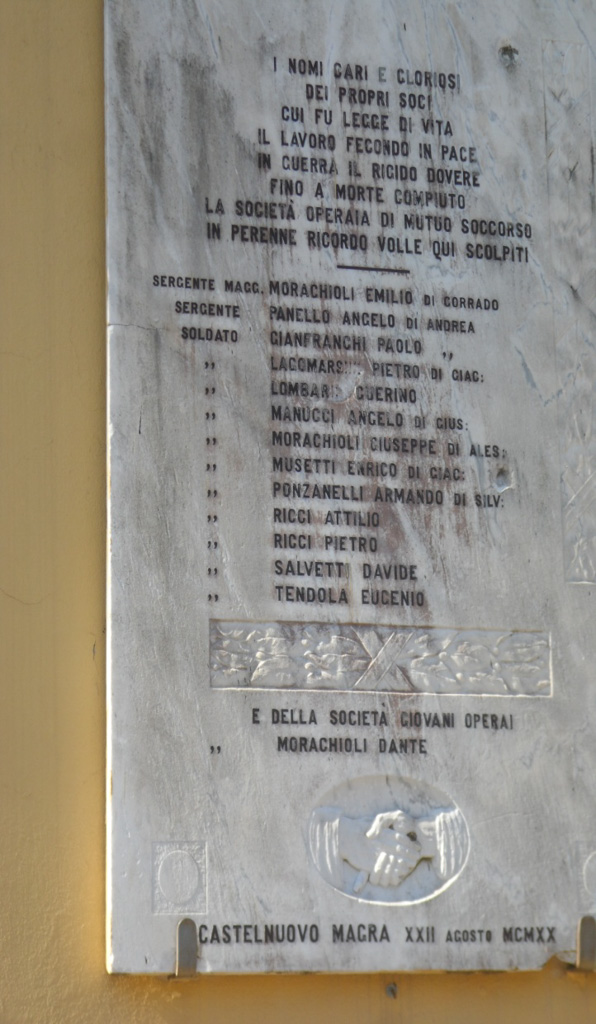 I NOMI CARI E GLORIOSI
DEI PROPRI SOCI
CUI FU LEGGE DI VITA
IL LAVORO FECONDO IN PACE
IN GUERRA IL RIGIDO DOVERE
FINO A MORTE COMPIUTO
LA SOCIETÀ OPERAIA DI MUTUO SOCCORSO
IN PERENNE RICORDO VOLLE QUI SCOLPITI
SERGENTE MAGG. MORACHIOLI EMILIO DI CORRADO
SERGENTE PANELLO ANGELO DI ANDREA
SOLDATO GIANFRANCHI PAOLO ,,
,, PIETRO DI GIAC:
,, GUERINO
,, MANUCCI ANGELO DI GIUS:
,, MORACHIOLI GIUSEPPE DI ALES:
,, MUSETTI ENRICO DI GIAC:
,, PONZANELLI ARMANDO DI SILV:
,, RICCI ATTILIO
,, RICCI PIETRO
,, SALVETTI DAVIDE
,, TENDOLA EUGENIO
E DELLA SOCIETÀ GIOVANI OPERAI
,, MORACHIOLI DANTE
CASTELNUOVO MAGRA XXII AGOSTO MCMXX